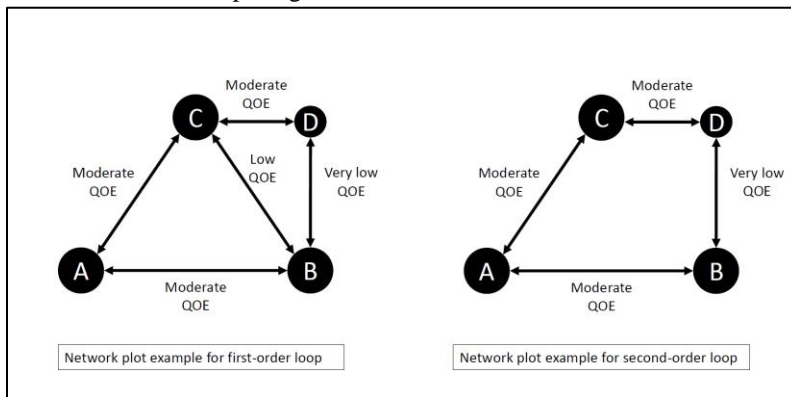 Moderate
QOE
C
D
Moderate
QOE
Low
QOE
Very low
QOE
A
B
Moderate
QOE
Network plot example for first-order loop
Moderate
QOE
C
D
Moderate
QOE
Very low
QOE
A
B
Moderate
QOE
Network plot example for second-order loop